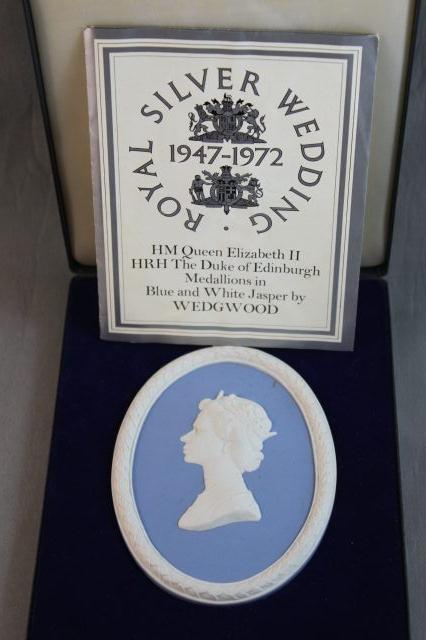 ROYAL SILVER WEDDING ·
1947-1972
HM Queen Elizabeth II
HRH The Duke of Edinburgh
Medallions in
Blue and White Jasper by
WEDGWOOD